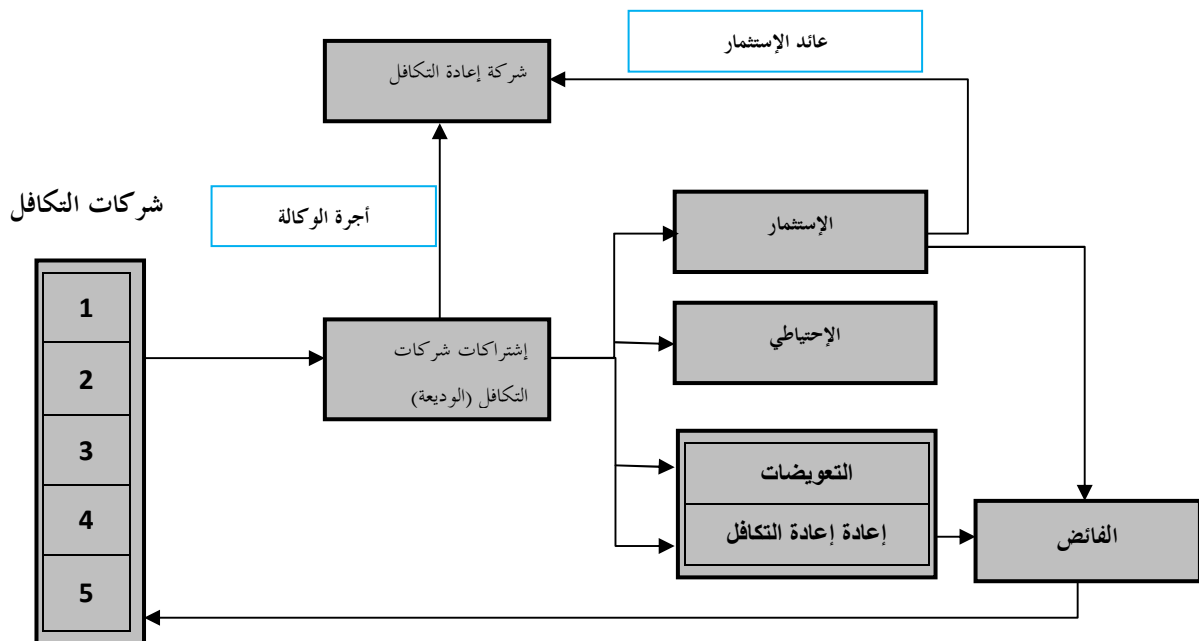 عائد الإستثمار
شركة إعادة التكافل
شركات التكافل
أجرة الوكالة
الإستثمار
1
2
3
4
5
إشتراكات شركات
التكافل (الوديعة)
الإحتياطي
التعويضات
إعادة إعادة التكافل
الفائض